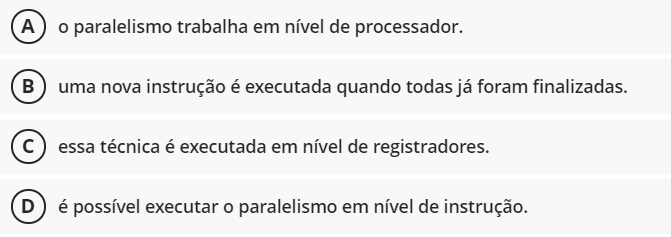 A o paralelismo trabalha em nível de processador.
B uma nova instrução é executada quando todas já foram finalizadas.
C essa técnica é executada em nível de registradores.
D é possível executar o paralelismo em nível de instrução.